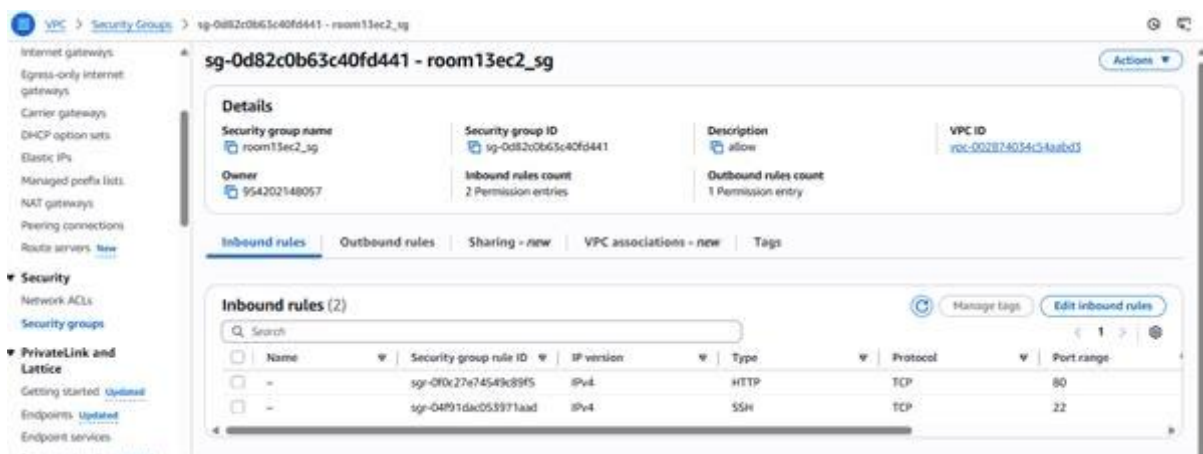 VPC > Security Groups > sg-0d82c0b63c40fd441 - room13ec2_sg
Internet gateways
Egress-only internet gateways
Carrier gateways
DHCP option sets
Elastic IPs
Managed prefix lists
NAT gateways
Peering connections
Route servers New
Security
Network ACLs
Security groups
PrivateLink and Lattice
Getting started Updated
Endpoints Updated
Endpoint services
sg-0d82c0b63c40fd441 - room13ec2_sg
Actions
Details
Security group name
room13ec2_sg
Security group ID
sg-0d82c0b63c40fd441
Description
allow
VPC ID
vpc-002874034c54aabd3
Owner
954202148057
Inbound rules count
2 Permission entries
Outbound rules count
1 Permission entry
Inbound rules Outbound rules Sharing - new VPC associations - new Tags
Inbound rules (2)
Manage tags
Edit inbound rules
Search
1
Name Security group rule ID IP version Type Protocol Port range
– sgr-0f0c27e74549c89f5 IPv4 HTTP TCP 80
– sgr-04f91dac053971aad IPv4 SSH TCP 22